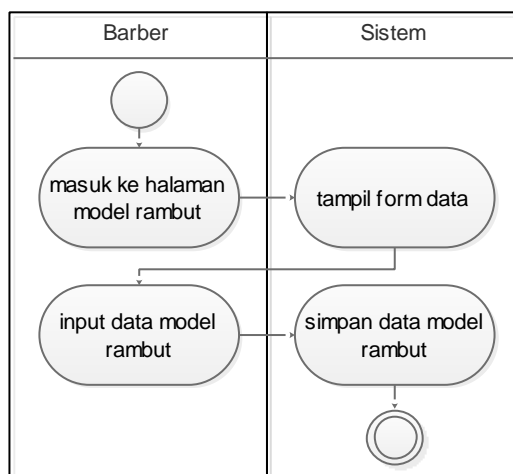 Barber
Sistem
masuk ke halaman
model rambut
tampil form data
input data model
rambut
simpan data model
rambut